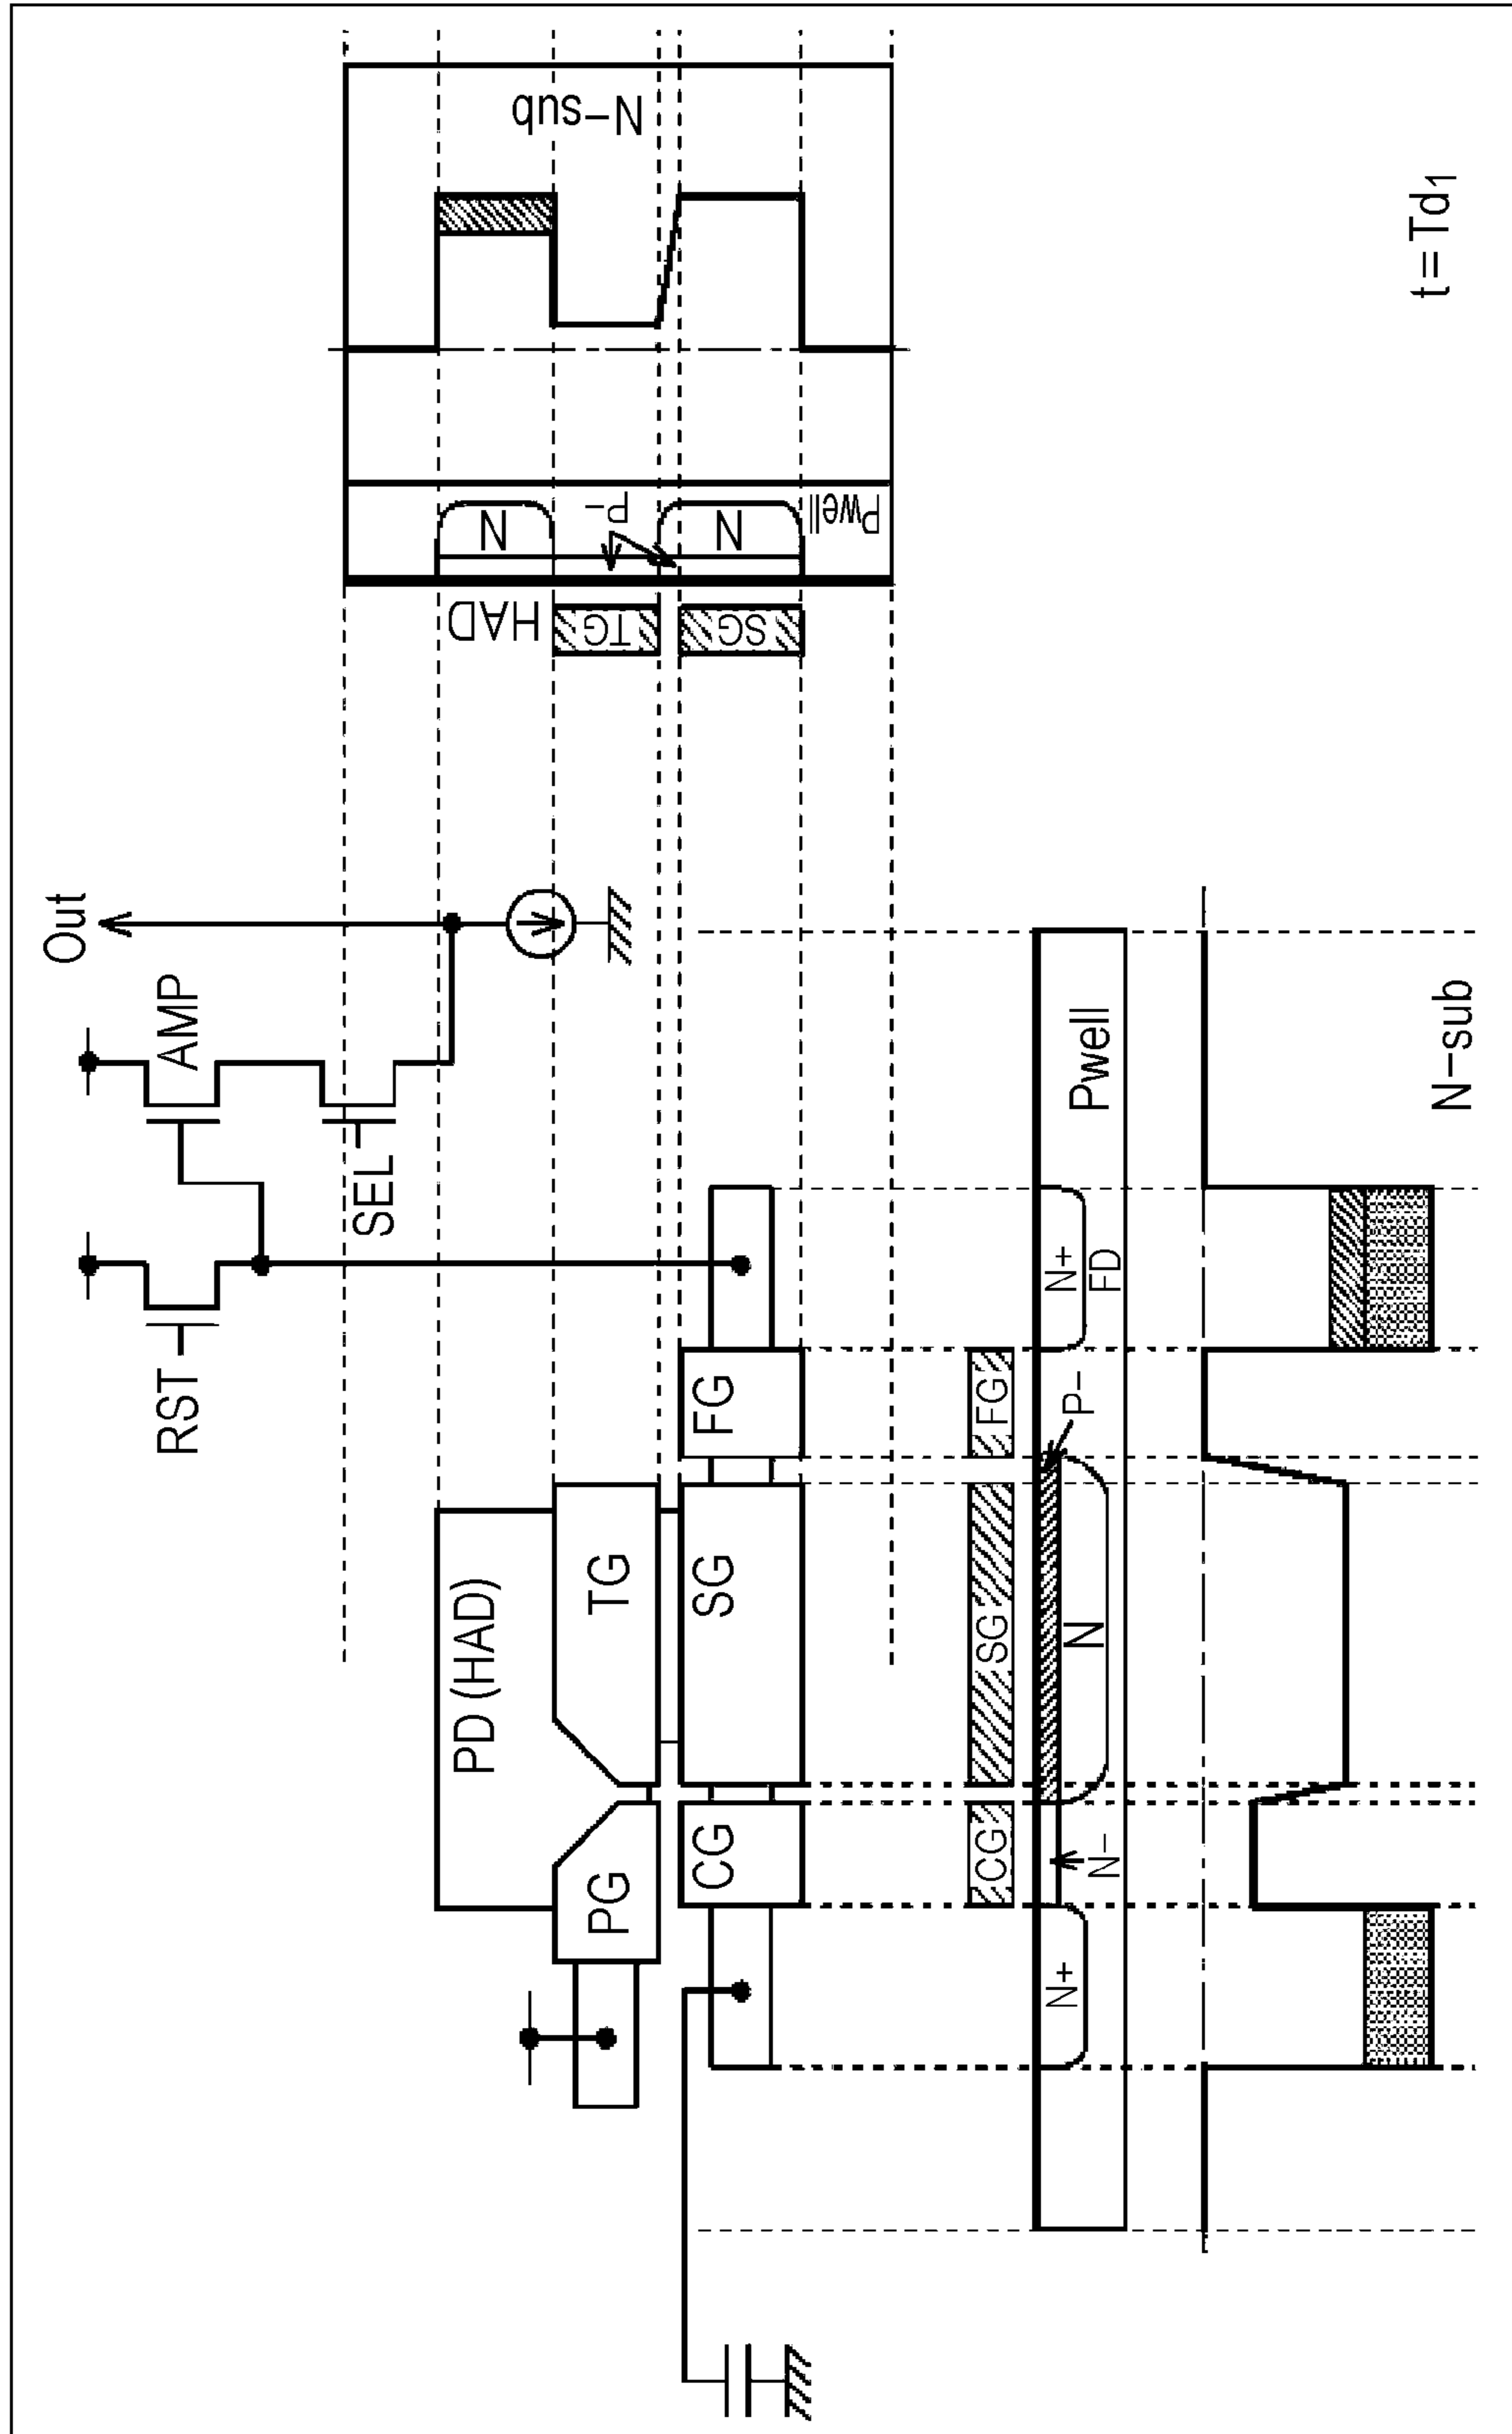 Out
AMP
RST
SEL
PD (HAD)
TG
PG
SG
CG
FG
HAD
TG
SG
N
N
P-
Pwell
N-sub
CG
SG
FG
N+
N-
N
P-
N+
FD
Pwell
N-sub
t=Td1